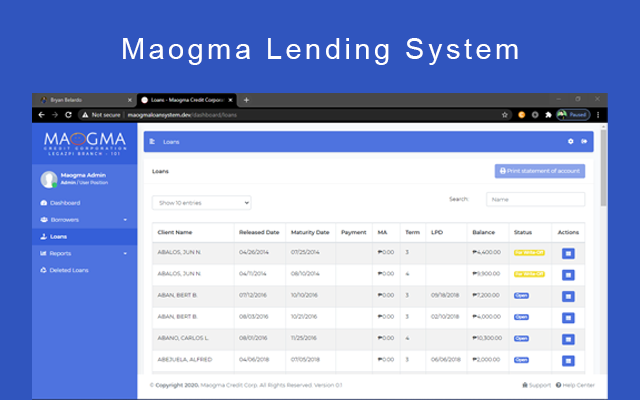 Maogma Lending System
Bryan Belardo
Loans - Maogma Credit Corpora
Not secure | maogmaloansystem.dev/dashboard/loans
Paused
MAOGMA
CREDIT CORPORATION
LEGAZPI BRANCH - 101
Maogma Admin
Admin / User Position
Dashboard
Borrowers
Loans
Reports
Deleted Loans
Loans
Loans
Print statement of account
Show 10 entries
Search:
Name
Client Name Released Date Maturity Date Payment MA Term LPD Balance Status Actions
ABALOS, JUN N. 04/26/2014 07/25/2014 ₱0.00 3 ₱4,400.00 For Write Off
ABALOS, JUN N. 04/11/2014 08/10/2014 ₱0.00 4 ₱9,900.00 For Write Off
ABAN, BERT B. 07/12/2016 10/10/2016 ₱0.00 3 09/18/2018 ₱7,200.00 Open
ABAN, BERT B. 08/03/2016 10/21/2016 ₱0.00 3 02/10/2018 ₱4,000.00 Open
ABANO, CARLOS L. 08/01/2016 11/25/2016 ₱0.00 4 ₱10,300.00 Open
ABEJUELA, ALFRED 04/06/2018 07/05/2018 ₱0.00 3 06/06/2018 ₱2,000.00 Open
© Copyright 2020. Maogma Credit Corp. All Rights Reserved. Version 0.1
Support
Help Center